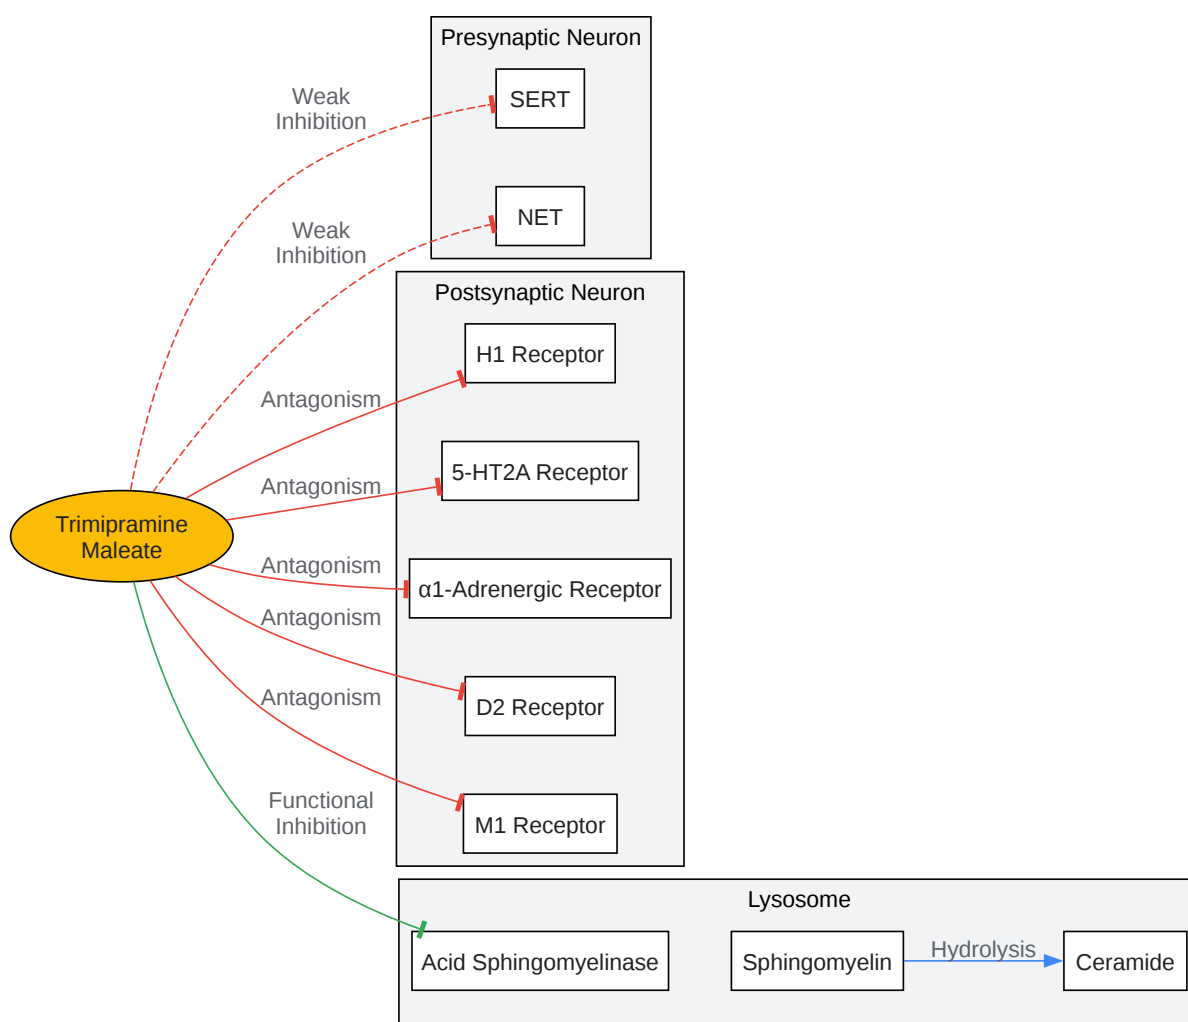 Presynaptic Neuron
SERT
Weak
Inhibition
NET
Weak
Inhibition
Postsynaptic Neuron
H1 Receptor
Antagonism
5-HT2A Receptor
Antagonism
Trimipramine
Maleate
Antagonism
α1-Adrenergic Receptor
Antagonism
D2 Receptor
Antagonism
M1 Receptor
Functional
Inhibition
Lysosome
Acid Sphingomyelinase
Sphingomyelin
Hydrolysis
Ceramide